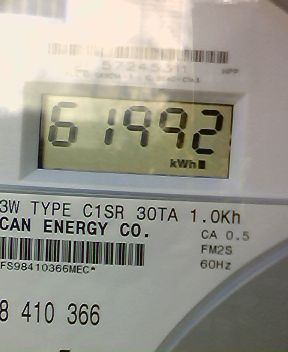 61992
kWh
3W TYPE C1SR 30TA 1.0Kh
CAN ENERGY CO.
CA 0.5
FM2S
60Hz
FS98410366MEC*
8 410 366